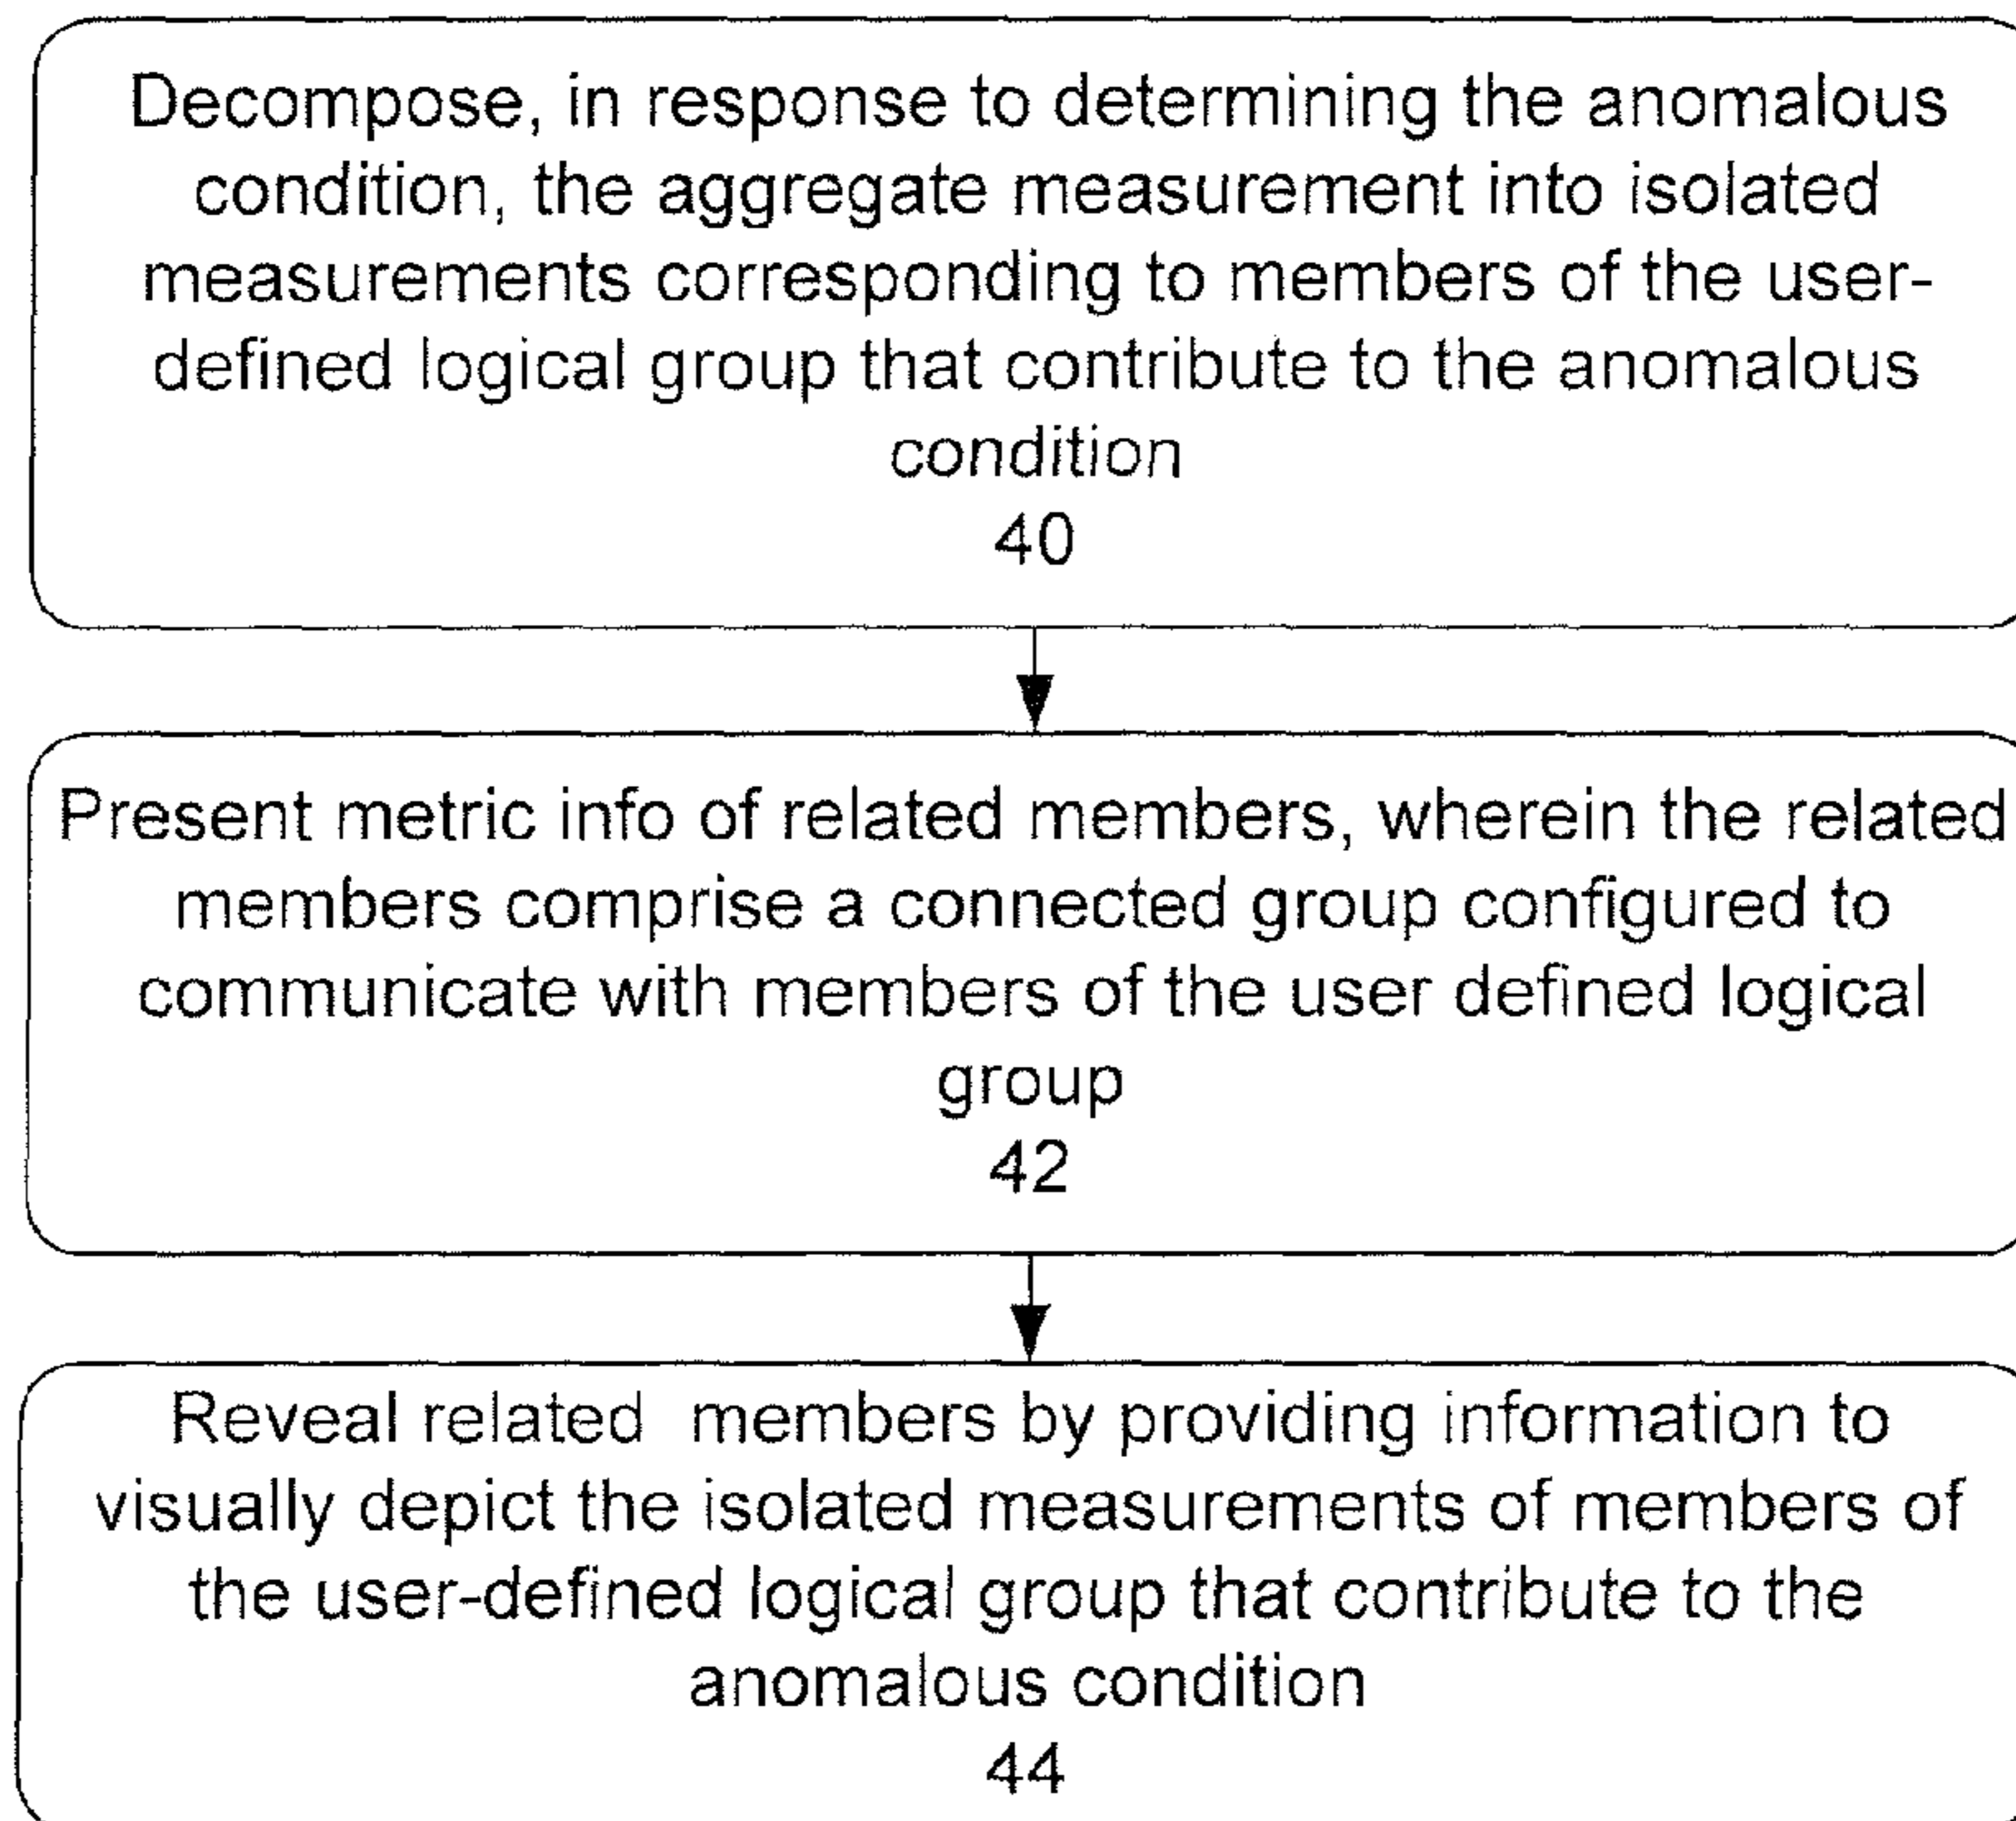 Decompose, in response to determining the anomalous
condition, the aggregate measurement into isolated
measurements corresponding to members of the user-
defined logical group that contribute to the anomalous
condition
40
Present metric info of related members, wherein the related
members comprise a connected group configured to
communicate with members of the user defined logical
group
42
Reveal related members by providing information to
visually depict the isolated measurements of members of
the user-defined logical group that contribute to the
anomalous condition
44